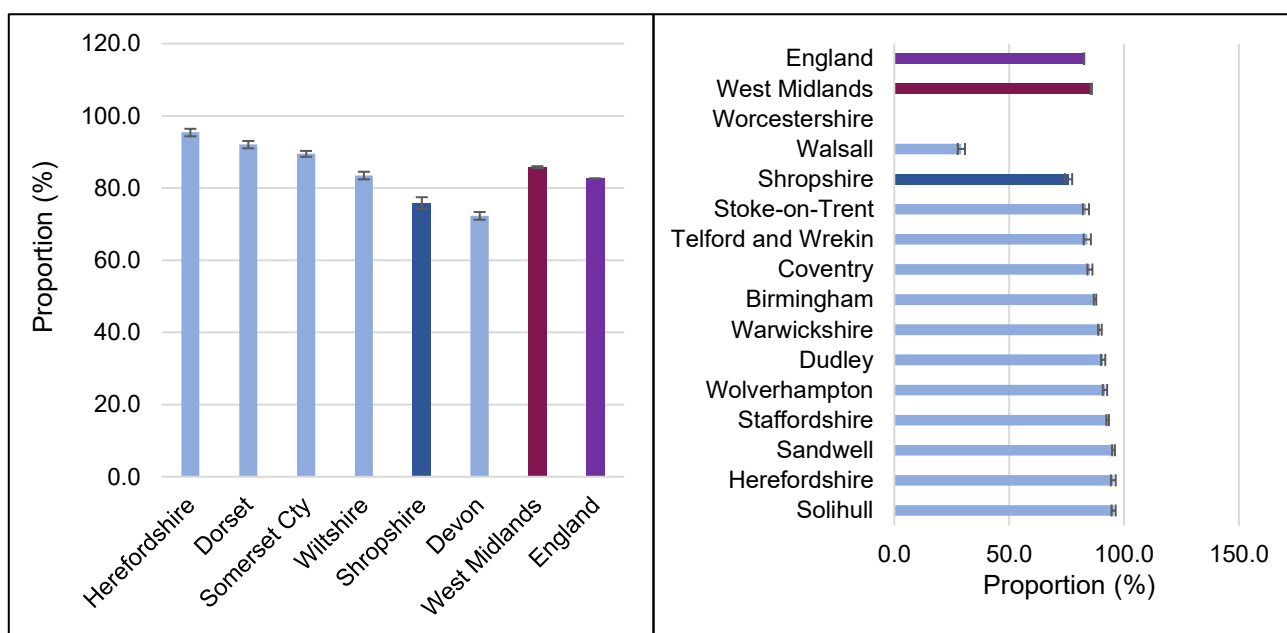 120.0
100.0
80.0
60.0
40.0
20.0
0.0
Proportion (%)
Herefordshire
Dorset
Somerset Cty
Wiltshire
Shropshire
Devon
West Midlands
England
England
West Midlands
Worcestershire
Walsall
Shropshire
Stoke-on-Trent
Telford and Wrekin
Coventry
Birmingham
Warwickshire
Dudley
Wolverhampton
Staffordshire
Sandwell
Herefordshire
Solihull
0.0 50.0 100.0 150.0
Proportion (%)